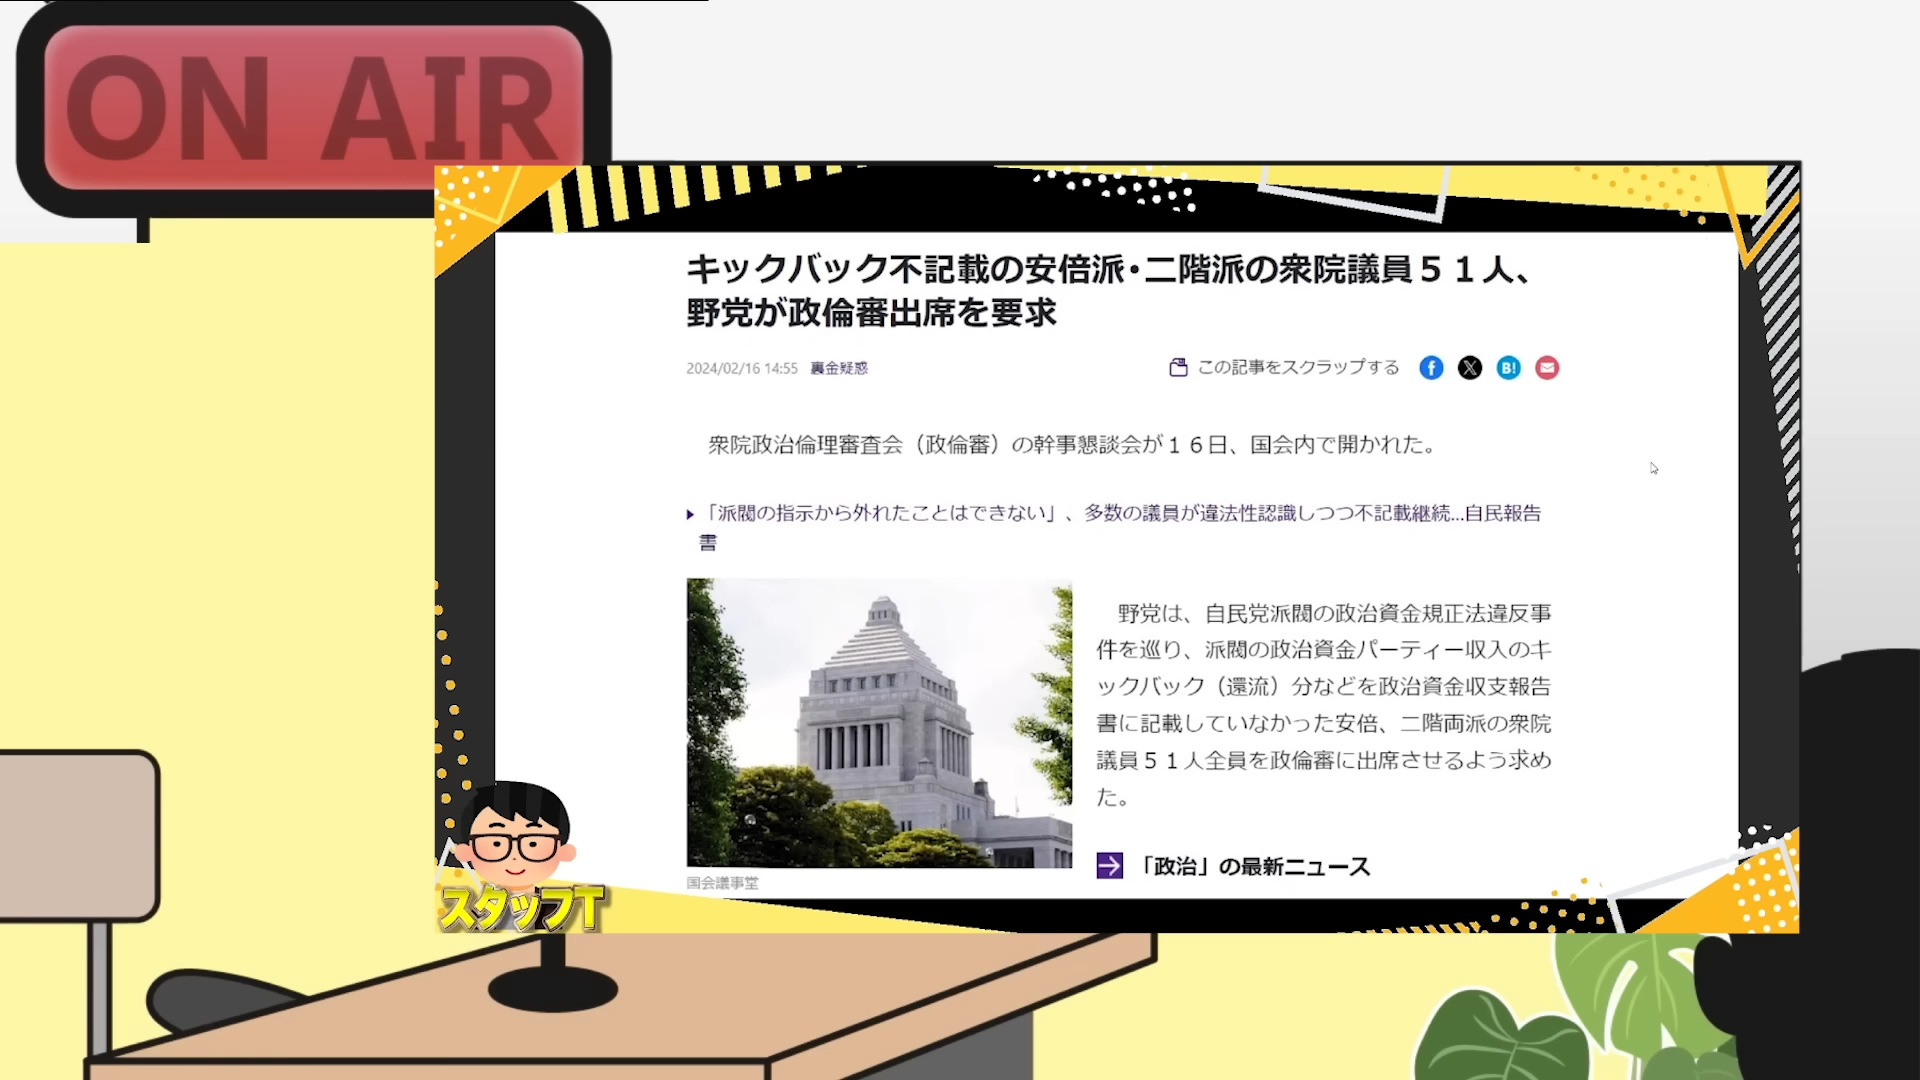 ON AIR
キックバック不記載の安倍派・二階派の衆院議員５１人、
野党が政倫審出席を要求
2024/02/16 14:55 裏金疑惑
この記事をスクラップする
f
X
B!
衆院政治倫理審査会（政倫審）の幹事懇談会が１６日、国会内で開かれた。
「派閥の指示から外れたことはできない」、多数の議員が違法性認識しつつ不記載継続…自民報告
書
野党は、自民党派閥の政治資金規正法違反事
件を巡り、派閥の政治資金パーティー収入のキ
ックバック（還流）分などを政治資金収支報告
書に記載していなかった安倍、二階両派の衆院
議員５１人全員を政倫審に出席させるよう求め
た。
「政治」の最新ニュース
国会議事堂
スタッフT